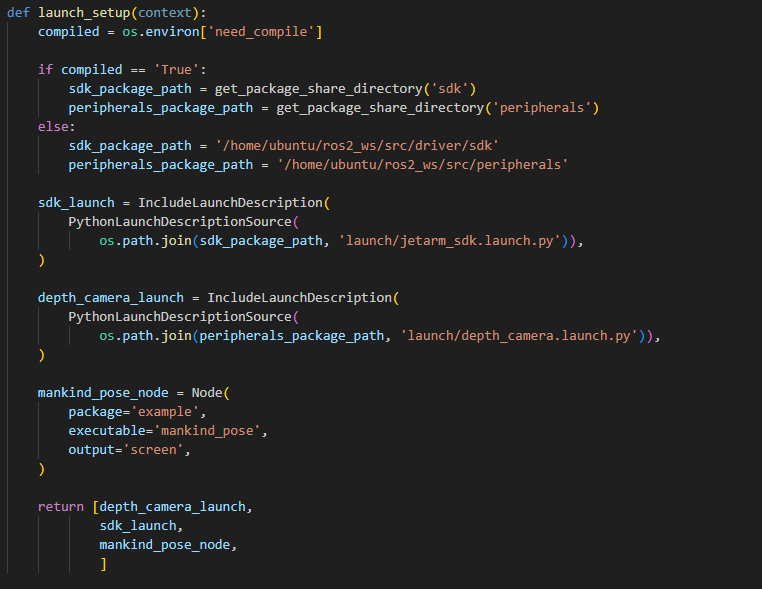 def launch_setup(context):
    compiled = os.environ['need_compile']

    if compiled == 'True':
        sdk_package_path = get_package_share_directory('sdk')
        peripherals_package_path = get_package_share_directory('peripherals')
    else:
        sdk_package_path = '/home/ubuntu/ros2_ws/src/driver/sdk'
        peripherals_package_path = '/home/ubuntu/ros2_ws/src/peripherals'

    sdk_launch = IncludeLaunchDescription(
        PythonLaunchDescriptionSource(
            os.path.join(sdk_package_path, 'launch/jetarm_sdk.launch.py')),
    )

    depth_camera_launch = IncludeLaunchDescription(
        PythonLaunchDescriptionSource(
            os.path.join(peripherals_package_path, 'launch/depth_camera.launch.py')),
    )

    mankind_pose_node = Node(
        package='example',
        executable='mankind_pose',
        output='screen',
    )

    return [depth_camera_launch,
            sdk_launch,
            mankind_pose_node,
            ]